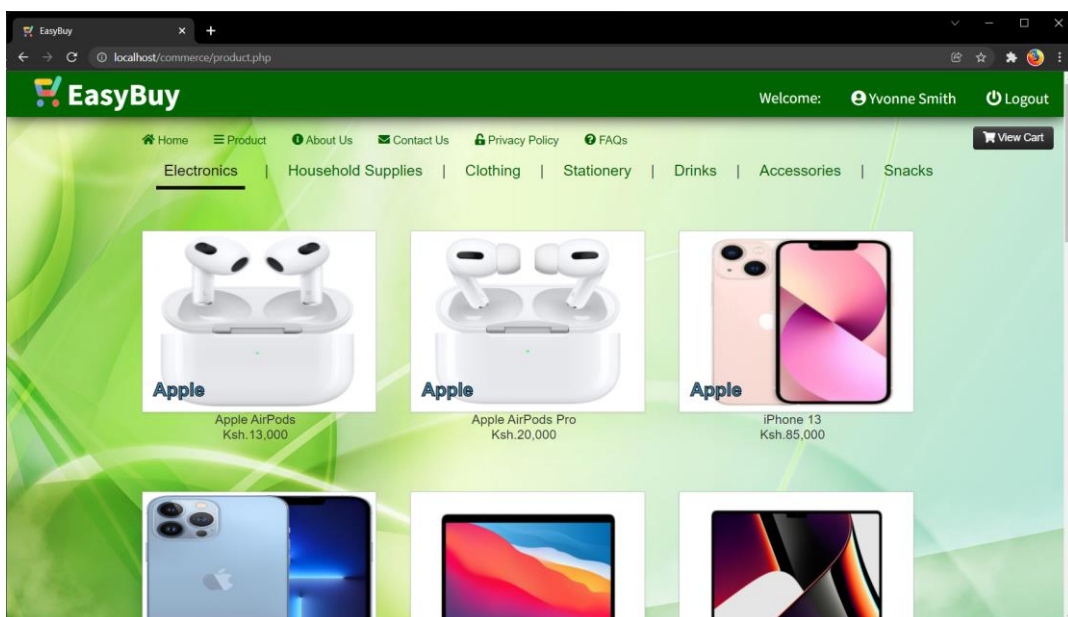 EasyBuy
localhost/commerce/product.php
EasyBuy
Welcome: Yvonne Smith Logout
Home Product About Us Contact Us Privacy Policy FAQs View Cart
Electronics | Household Supplies | Clothing | Stationery | Drinks | Accessories | Snacks
Apple Apple Apple
Apple AirPods Apple AirPods Pro iPhone 13
Ksh.13,000 Ksh.20,000 Ksh.85,000